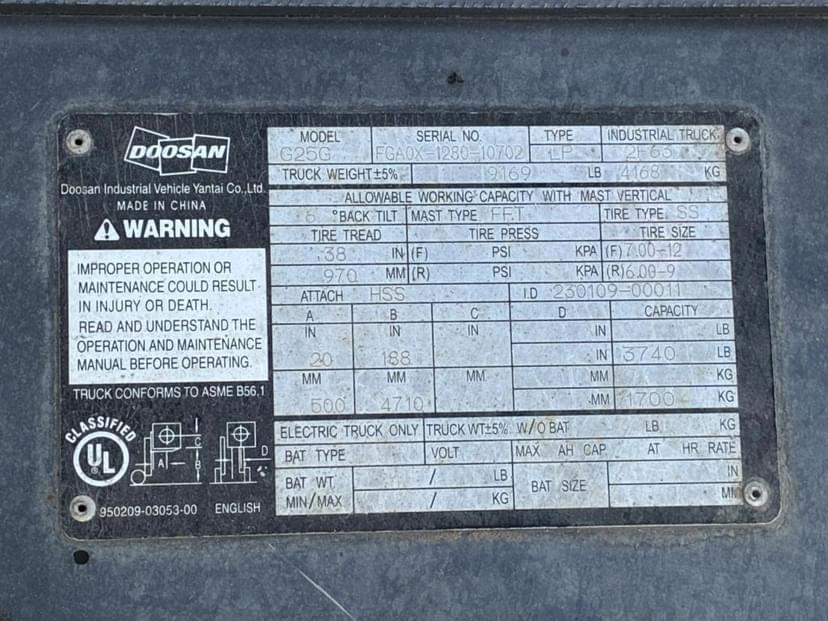 DOOSAN
Doosan Industrial Vehicle Yantai Co.,Ltd.
MADE IN CHINA
WARNING
IMPROPER OPERATION OR
MAINTENANCE COULD RESULT
IN INJURY OR DEATH.
READ AND UNDERSTAND THE
OPERATION AND MAINTENANCE
MANUAL BEFORE OPERATING.
TRUCK CONFORMS TO ASME B56.1
CLASSIFIED
UL
A
B
C
D
950209-03053-00 ENGLISH
MODEL SERIAL NO. TYPE INDUSTRIAL TRUCK
G25G FGA0X-1280-10702 LP
TRUCK WEIGHT±5% 9169 LB 4168 KG
ALLOWABLE WORKING CAPACITY WITH MAST VERTICAL
6 °BACK TILT MAST TYPE FFT TIRE TYPE SS
TIRE TREAD TIRE PRESS TIRE SIZE
38 IN (F) PSI KPA (F) 7.00-12
970 MM (R) PSI KPA (R) 6.00-9
ATTACH HSS I.D 230109-00011
A B C D CAPACITY
IN IN IN IN LB
20 188 IN 3740 LB
MM MM MM MM KG
500 4710 MM 1700 KG
ELECTRIC TRUCK ONLY TRUCK WT±5% W/O BAT LB KG
BAT TYPE VOLT MAX AH CAP AT HR RATE
BAT WT. / LB BAT SIZE IN
MIN/MAX / KG MM